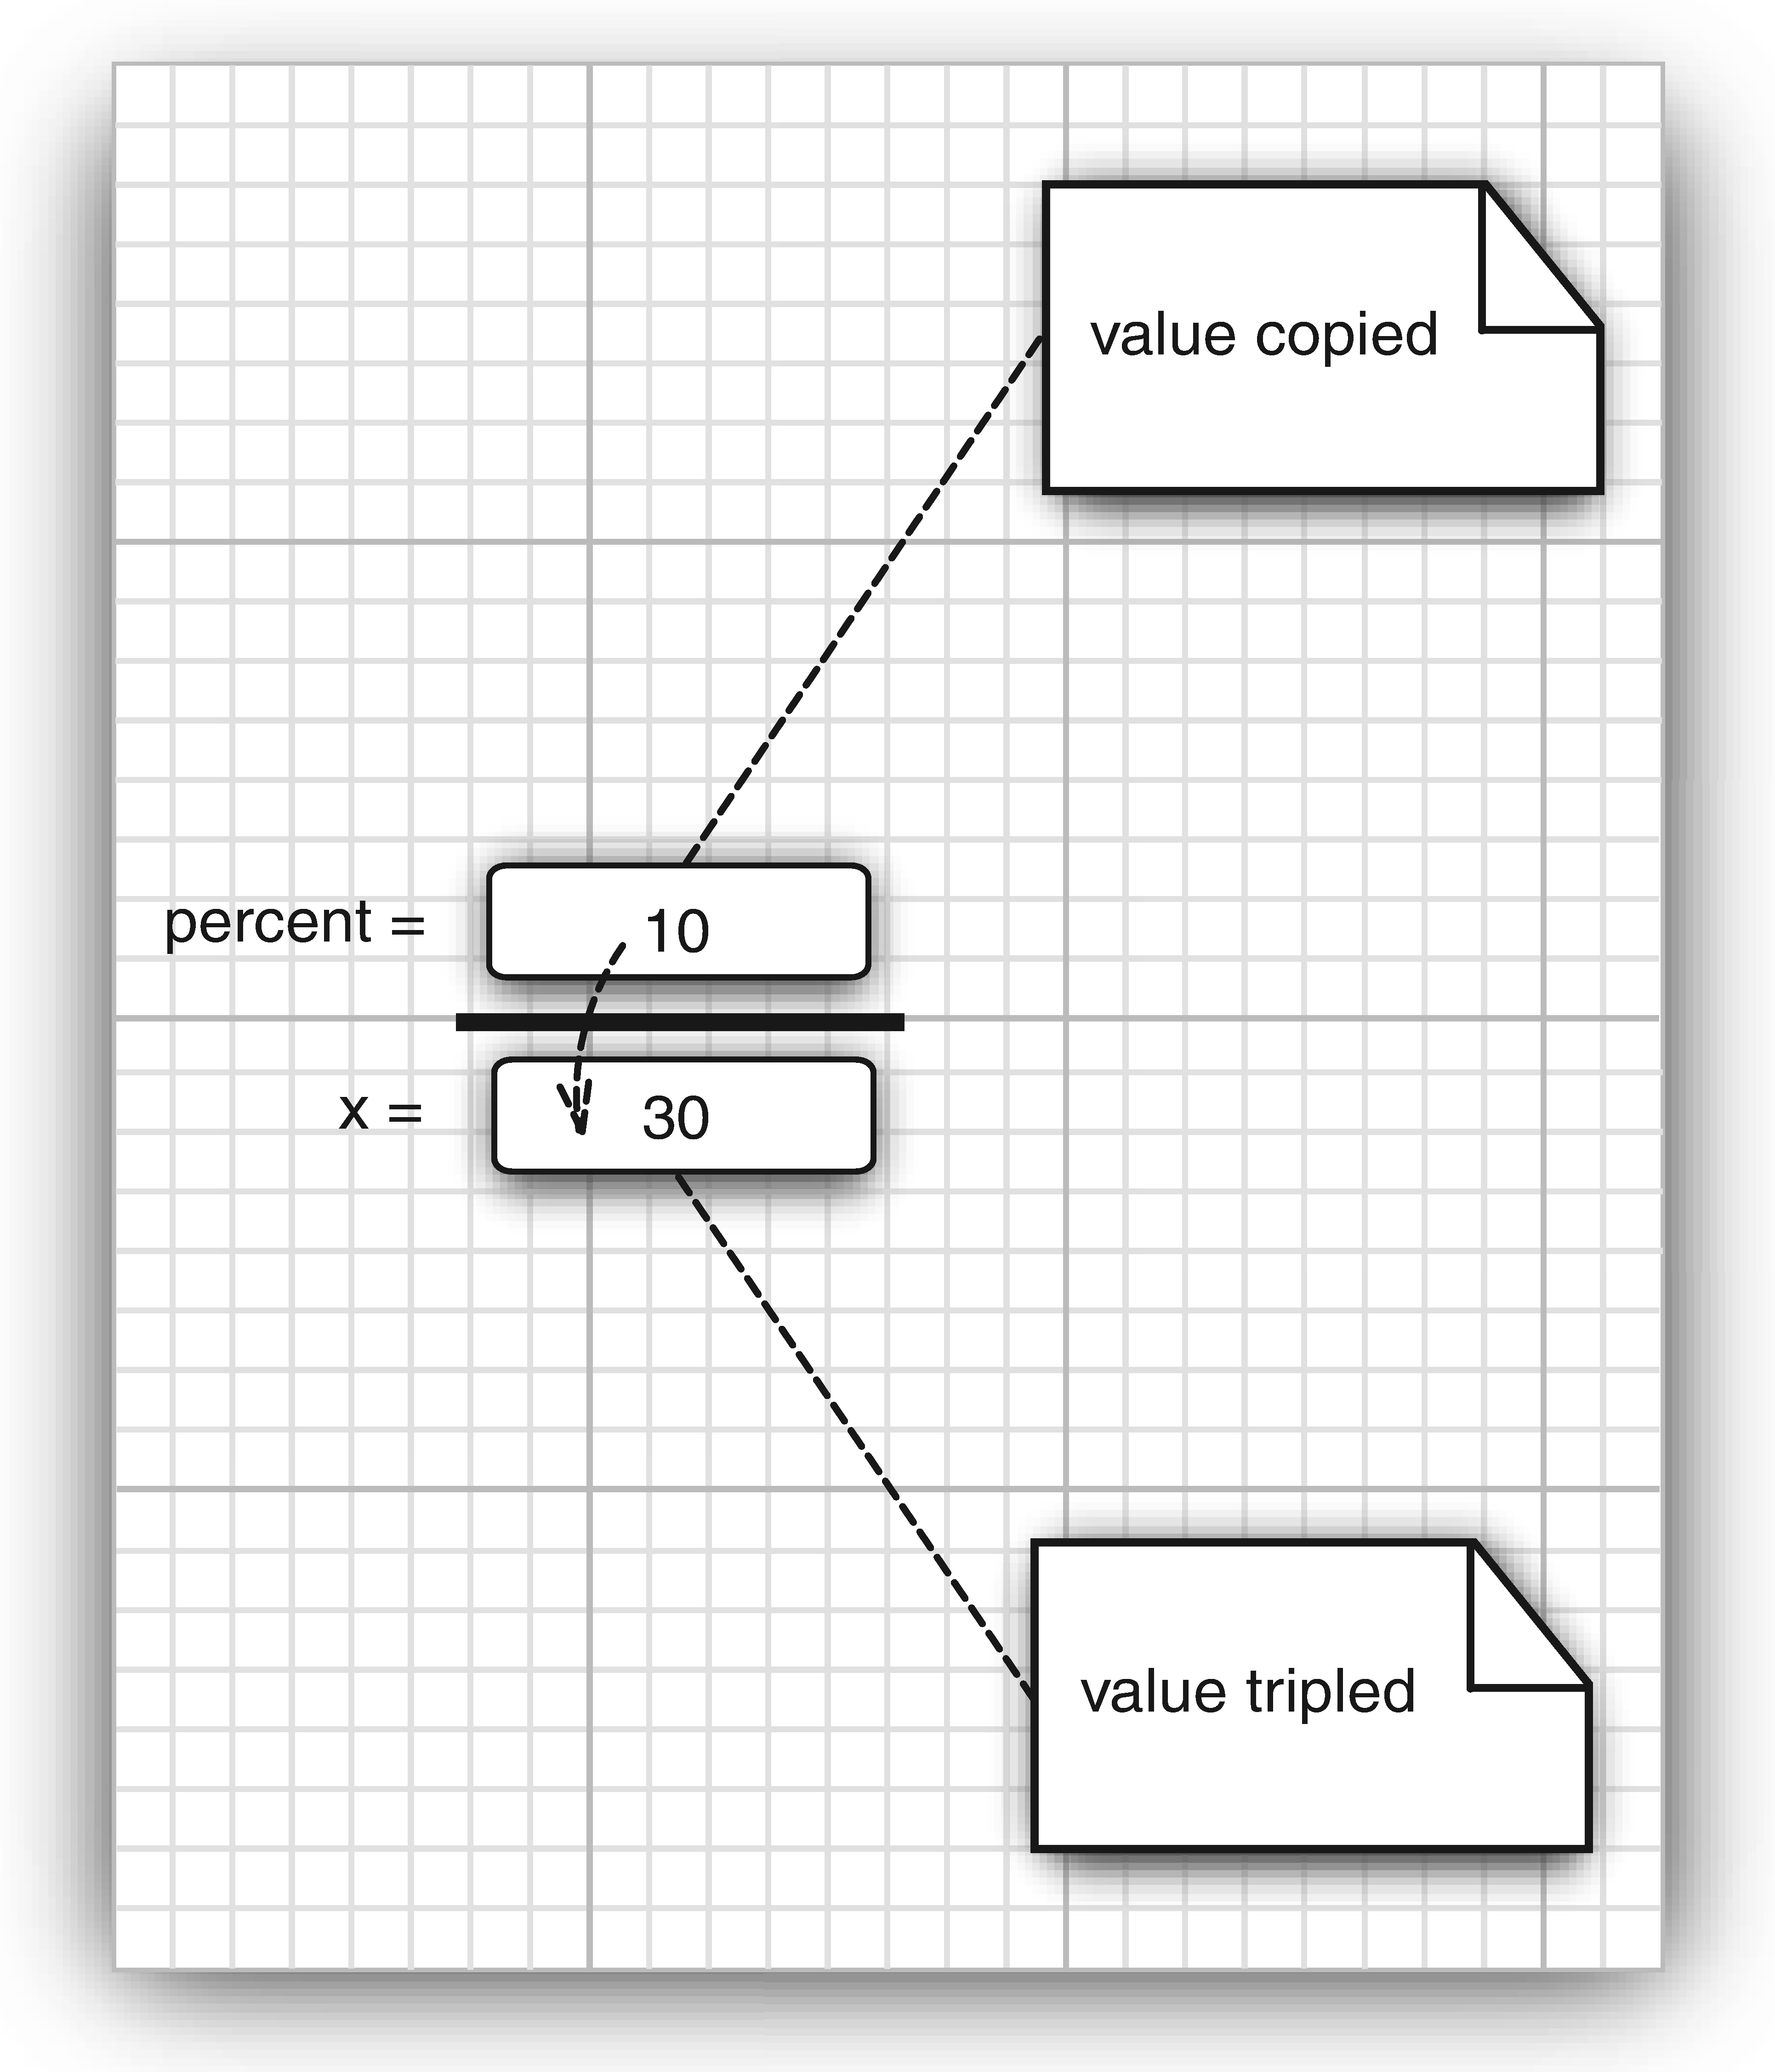 value copied
percent = 10
x = 30
value tripled